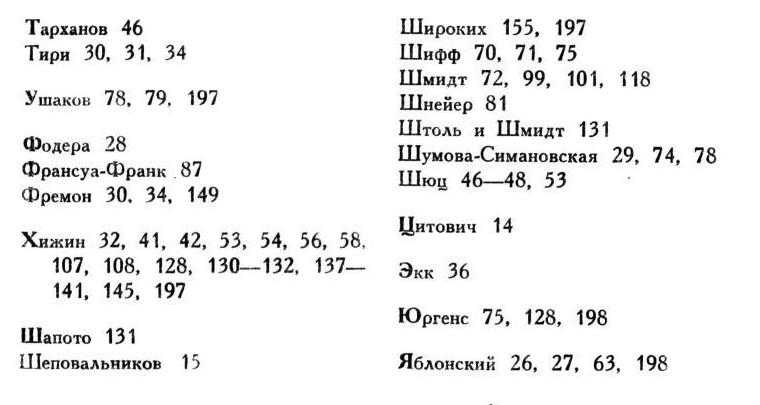 Тарханов 46
Тири 30, 31, 34
Ушаков 78, 79, 197
Фодера 28
Франсуа-Франк 87
Фремон 30, 34, 149
Хижин 32, 41, 42, 53, 54, 56, 58,
107, 108, 128, 130—132, 137—
141, 145, 197
Шапото 131
Шеповальников 15
Широких 155, 197
Шифф 70, 71, 75
Шмидт 72, 99, 101, 118
Шнейер 81
Штоль и Шмидт 131
Шумова-Симановская 29, 74, 78
Шюц 46—48, 53
Цитович 14
Экк 36
Юргенс 75, 128, 198
Яблонский 26, 27, 63, 198